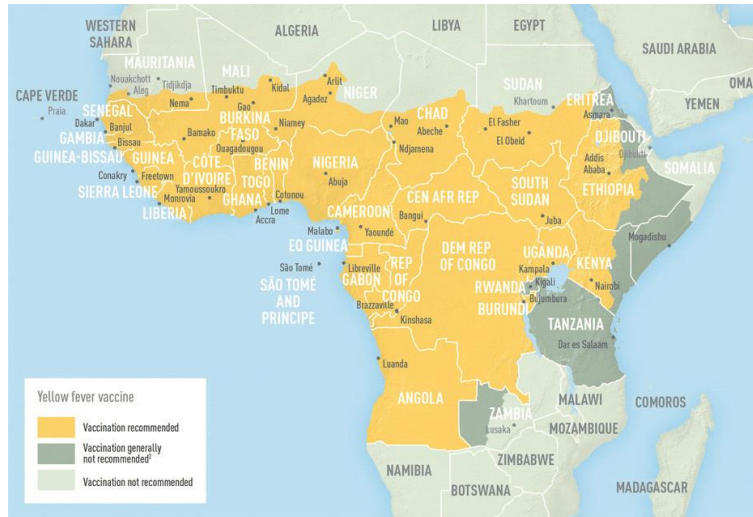 WESTERN
SAHARA
ALGERIA
LIBYA
EGYPT
SAUDI ARABIA
OMA
YEMEN
CAPE VERDE
Praia
MAURITANIA
Nouakchott
Tidjikdja
Aleg
Nema
MALI
Timbuktu
Kidal
Gao
Bamako
NIGER
Arlit
Agadez
Niamey
CHAD
Mao
Abeche
Ndjamena
SUDAN
Khartoum
El Fasher
El Obeid
ERITREA
Asmara
DJIBOUTI
Djibouti
SOMALIA
Mogadishu
SENEGAL
Dakar
GAMBIA
Banjul
GUINEA-BISSAU
Bissau
GUINEA
Conakry
SIERRA LEONE
Freetown
LIBERIA
Monrovia
CÔTE
D'IVOIRE
Yamoussoukro
BURKINA
FASO
Ouagadougou
GHANA
Accra
TOGO
Lome
BENIN
Cotonou
NIGERIA
Abuja
CAMEROON
Yaoundé
CEN AFR REP
Bangui
SOUTH
SUDAN
Juba
Addis
Ababa
ETHIOPIA
Malabo
EQ GUINEA
São Tomé
SÃO TOMÉ
AND
PRINCIPE
Libreville
GABON
REP
OF
CONGO
Brazzaville
DEM REP
OF CONGO
Kinshasa
UGANDA
Kampala
KENYA
Nairobi
RWANDA
Kigali
BURUNDI
Bujumbura
TANZANIA
Dar es Salaam
Luanda
ANGOLA
ZAMBIA
Lusaka
MALAWI
MOZAMBIQUE
COMOROS
ZIMBABWE
NAMIBIA
BOTSWANA
MADAGASCAR
Yellow fever vaccine
Vaccination recommended
Vaccination generally
not recommended²
Vaccination not recommended